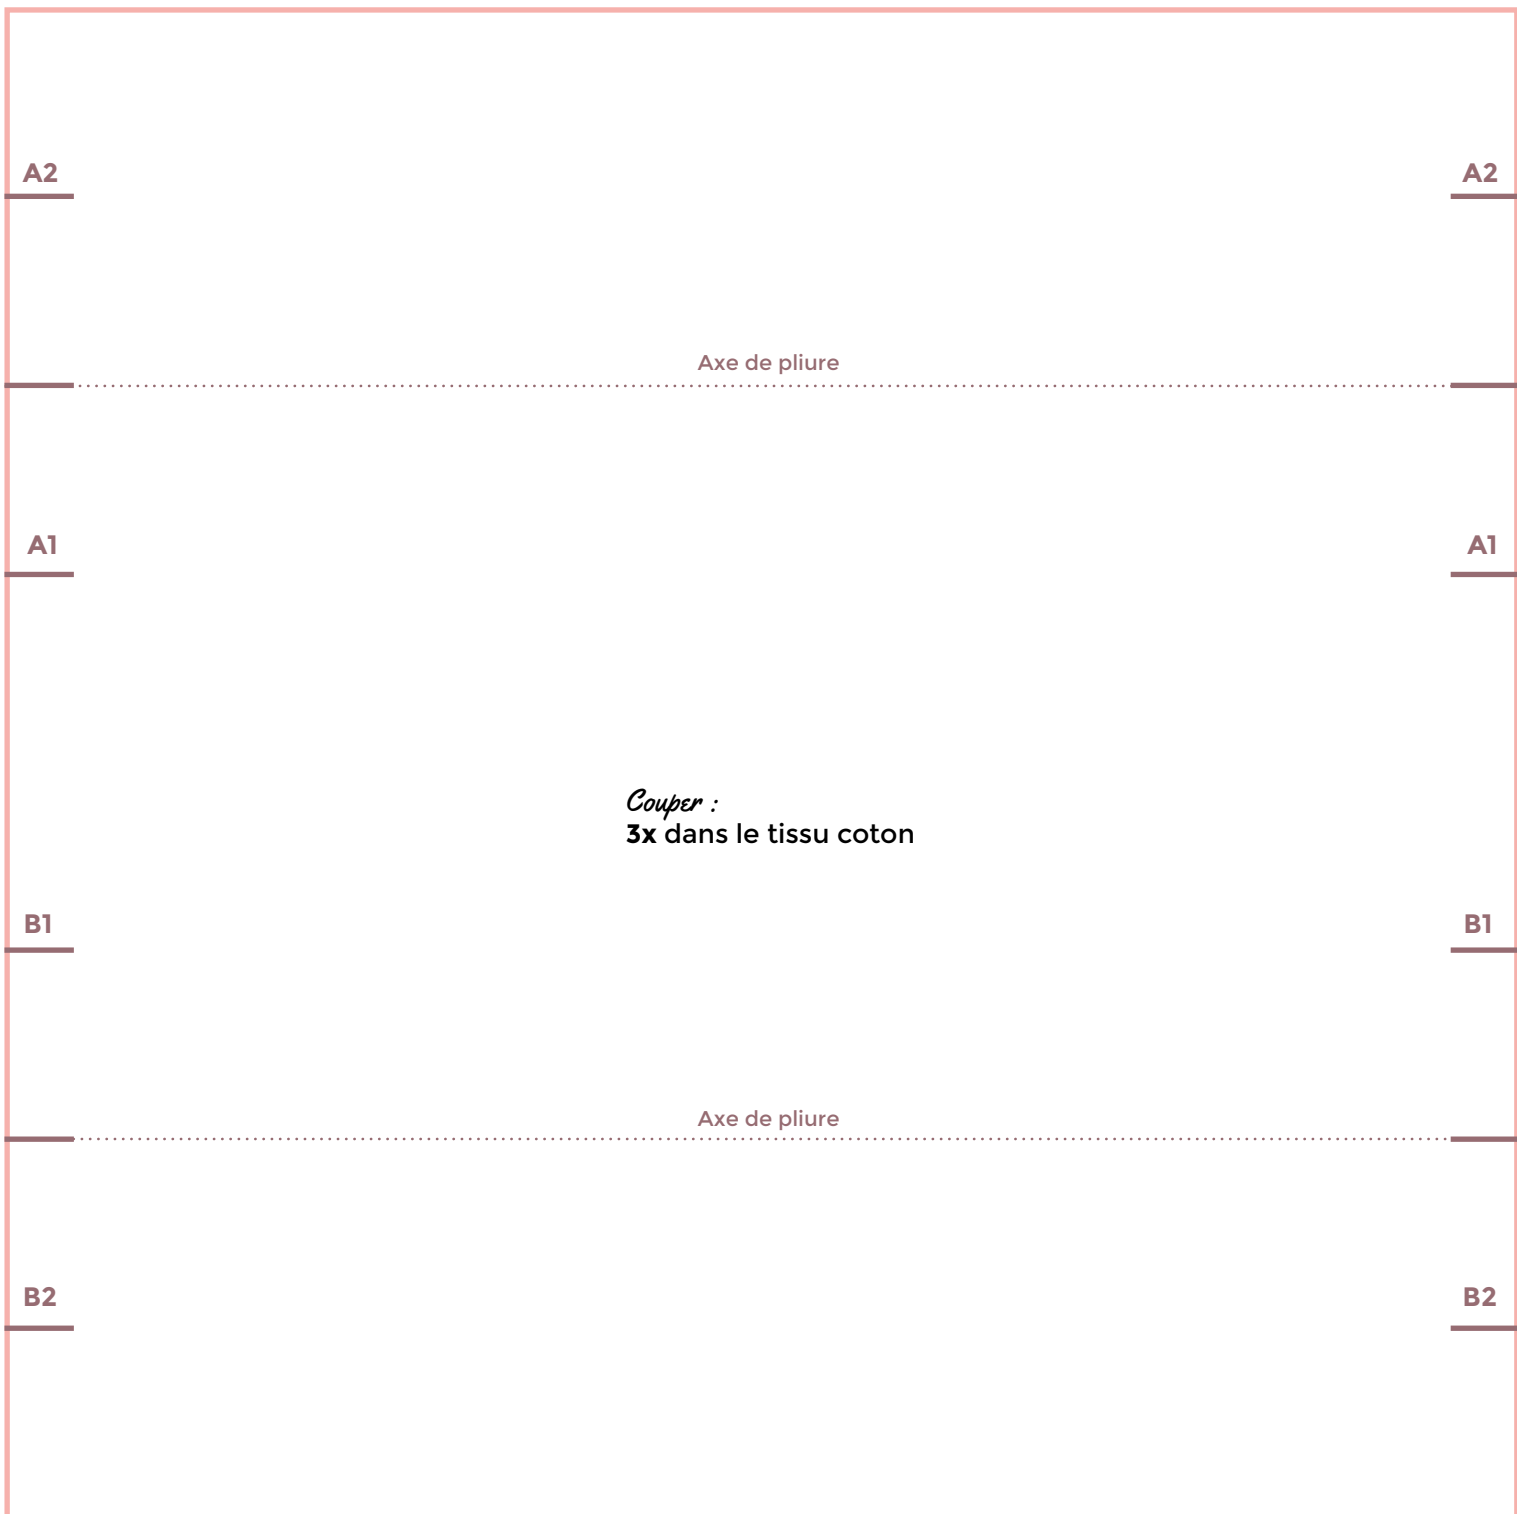 A2 A2
Axe de pliure
A1 A1
Couper :
3x dans le tissu coton
B1 B1
Axe de pliure
B2 B2